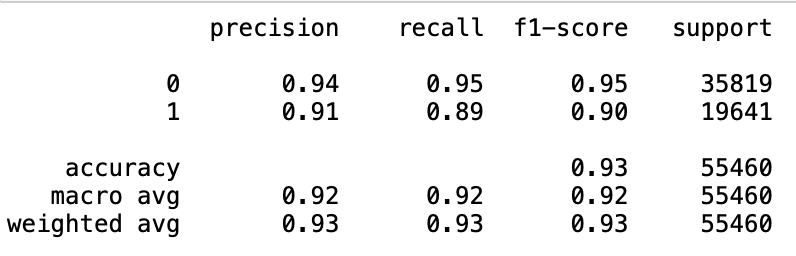 precision recall f1-score support
0 0.94 0.95 0.95 35819
1 0.91 0.89 0.90 19641
accuracy 0.93 55460
macro avg 0.92 0.92 0.92 55460
weighted avg 0.93 0.93 0.93 55460